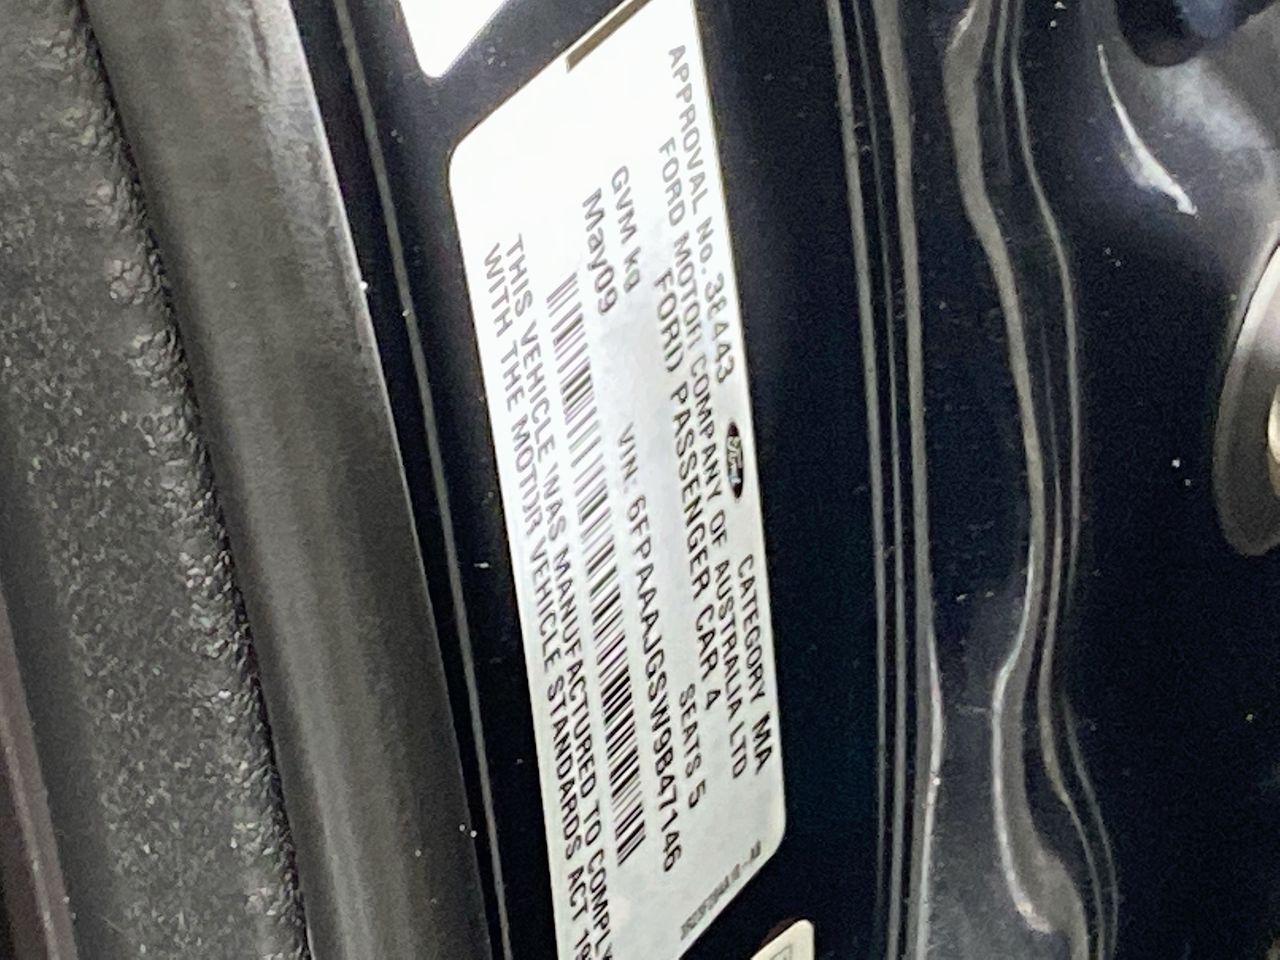 APPROVAL No. 38443 Ford CATEGORY MA
FORD MOTOR COMPANY OF AUSTRALIA LTD
FORD PASSENGER CAR 4
GVM kg SEATS 5
May09 VIN: 6FPAAAJGSW9B47146
THIS VEHICLE WAS MANUFACTURED TO COMPLY
WITH THE MOTOR VEHICLE STANDARDS ACT